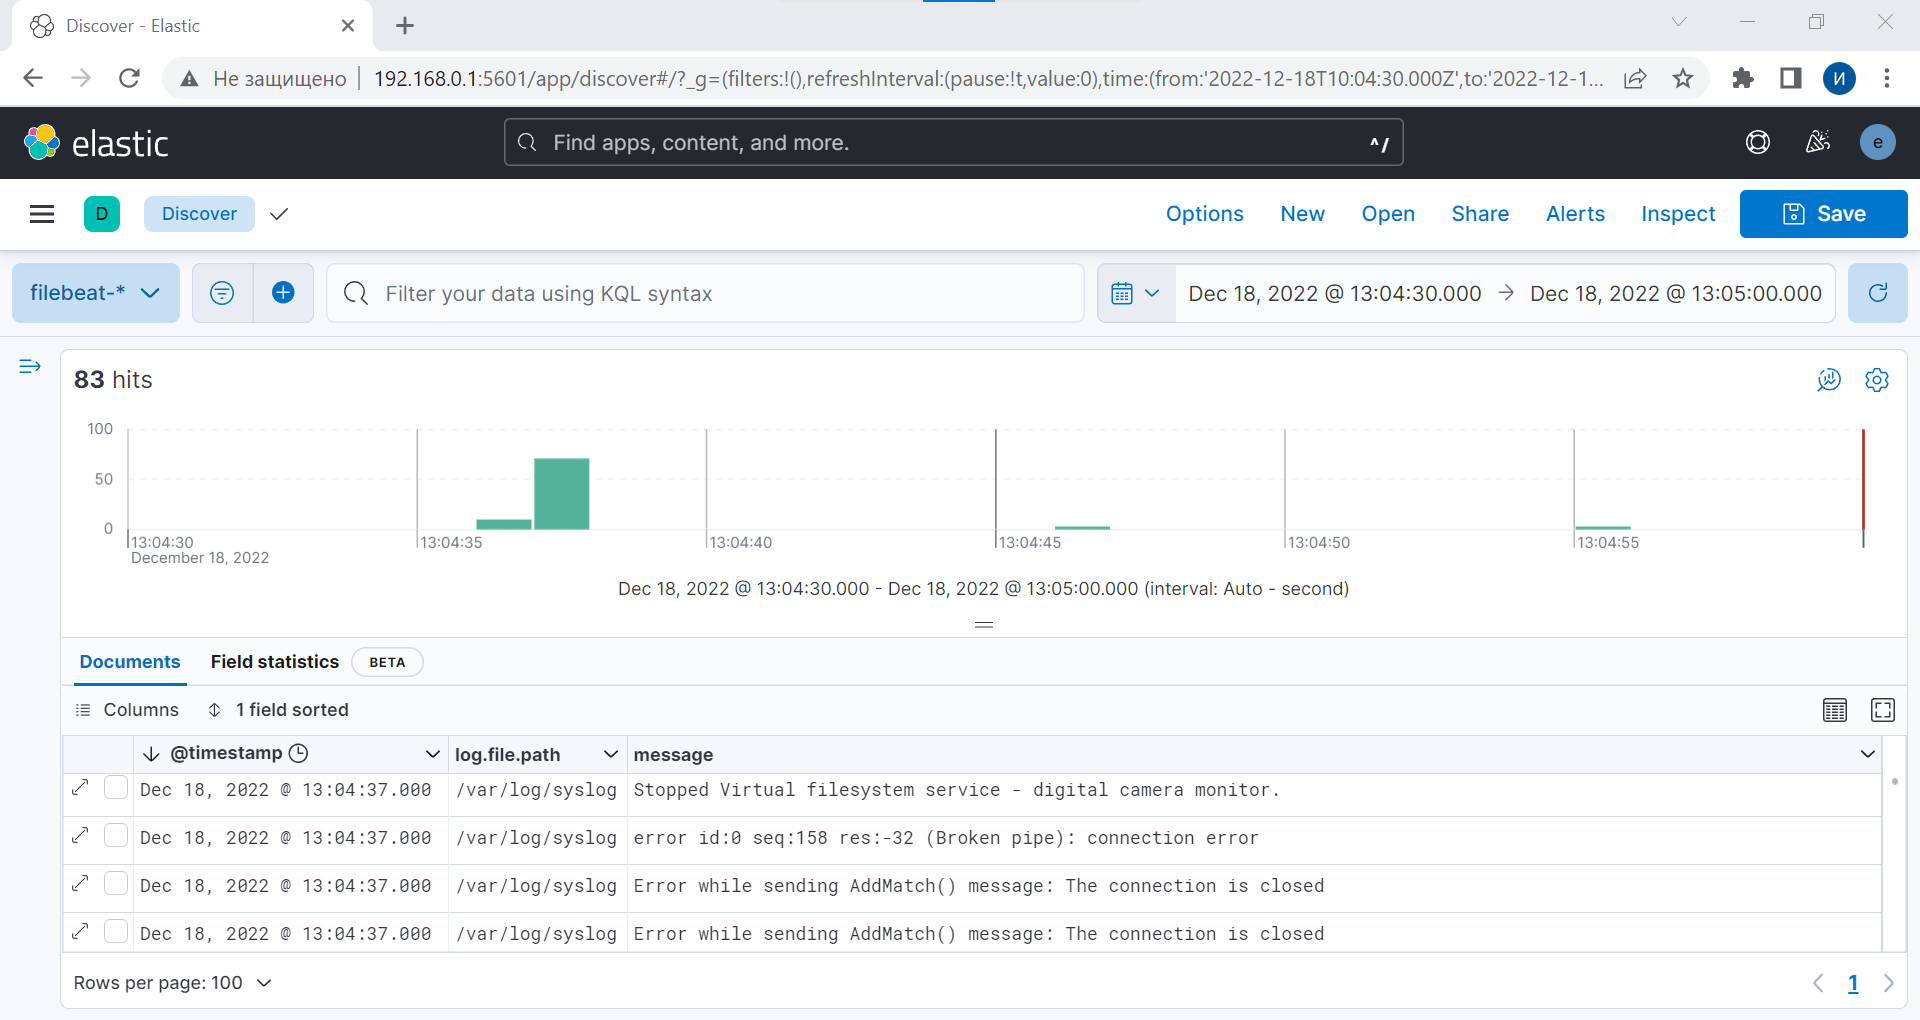 Discover - Elastic
Не защищено 192.168.0.1:5601/app/discover#/?_g=(filters:!(),refreshInterval:(pause:!t,value:0),time:(from:'2022-12-18T10:04:30.000Z',to:'2022-12-1...
И
elastic
Find apps, content, and more.
^/
e
D
Discover
Options
New
Open
Share
Alerts
Inspect
Save
filebeat-*
Filter your data using KQL syntax
Dec 18, 2022 @ 13:04:30.000 → Dec 18, 2022 @ 13:05:00.000
83 hits
100
50
0
13:04:30 13:04:35 13:04:40 13:04:45 13:04:50 13:04:55
December 18, 2022
Dec 18, 2022 @ 13:04:30.000 - Dec 18, 2022 @ 13:05:00.000 (interval: Auto - second)
Documents
Field statistics
BETA
Columns
1 field sorted
@timestamp log.file.path message
Dec 18, 2022 @ 13:04:37.000 /var/log/syslog Stopped Virtual filesystem service - digital camera monitor.
Dec 18, 2022 @ 13:04:37.000 /var/log/syslog error id:0 seq:158 res:-32 (Broken pipe): connection error
Dec 18, 2022 @ 13:04:37.000 /var/log/syslog Error while sending AddMatch() message: The connection is closed
Dec 18, 2022 @ 13:04:37.000 /var/log/syslog Error while sending AddMatch() message: The connection is closed
Rows per page: 100
1